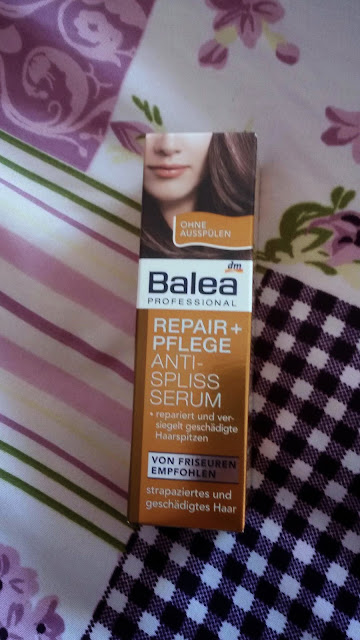 OHNE
AUSSPÜLEN
dm
Balea
PROFESSIONAL
REPAIR +
PFLEGE
ANTI-
SPLISS
SERUM
• repariert und ver-
siegelt geschädigte
Haarspitzen
VON FRISEUREN
EMPFOHLEN
strapaziertes und
geschädigtes Haar